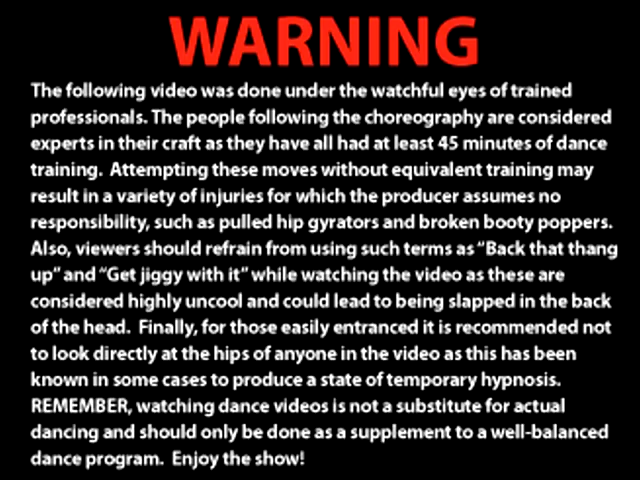 WARNING
The following video was done under the watchful eyes of trained
professionals. The people following the choreography are considered
experts in their craft as they have all had at least 45 minutes of dance
training.  Attempting these moves without equivalent training may
result in a variety of injuries for which the producer assumes no
responsibility, such as pulled hip gyrators and broken booty poppers.
Also, viewers should refrain from using such terms as “Back that thang
up” and “Get jiggy with it” while watching the video as these are
considered highly uncool and could lead to being slapped in the back
of the head.  Finally, for those easily entranced it is recommended not
to look directly at the hips of anyone in the video as this has been
known in some cases to produce a state of temporary hypnosis.
REMEMBER, watching dance videos is not a substitute for actual
dancing and should only be done as a supplement to a well-balanced
dance program.  Enjoy the show!